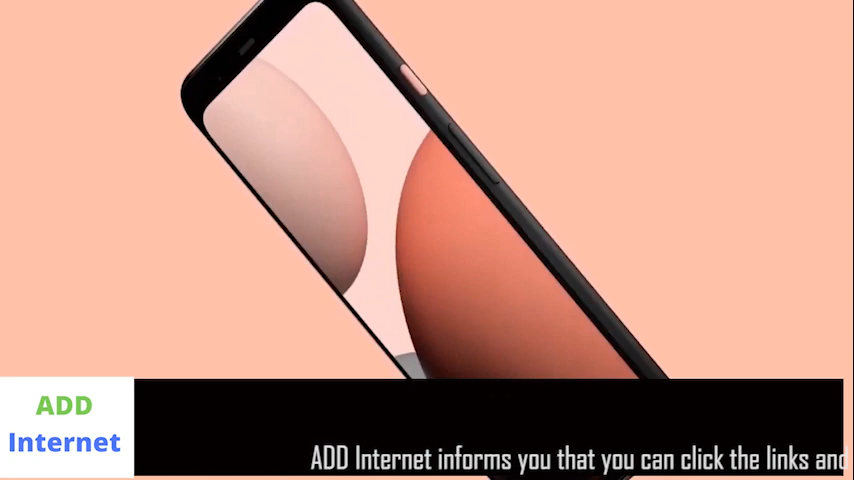 ADD
Internet
ADD Internet informs you that you can click the links and